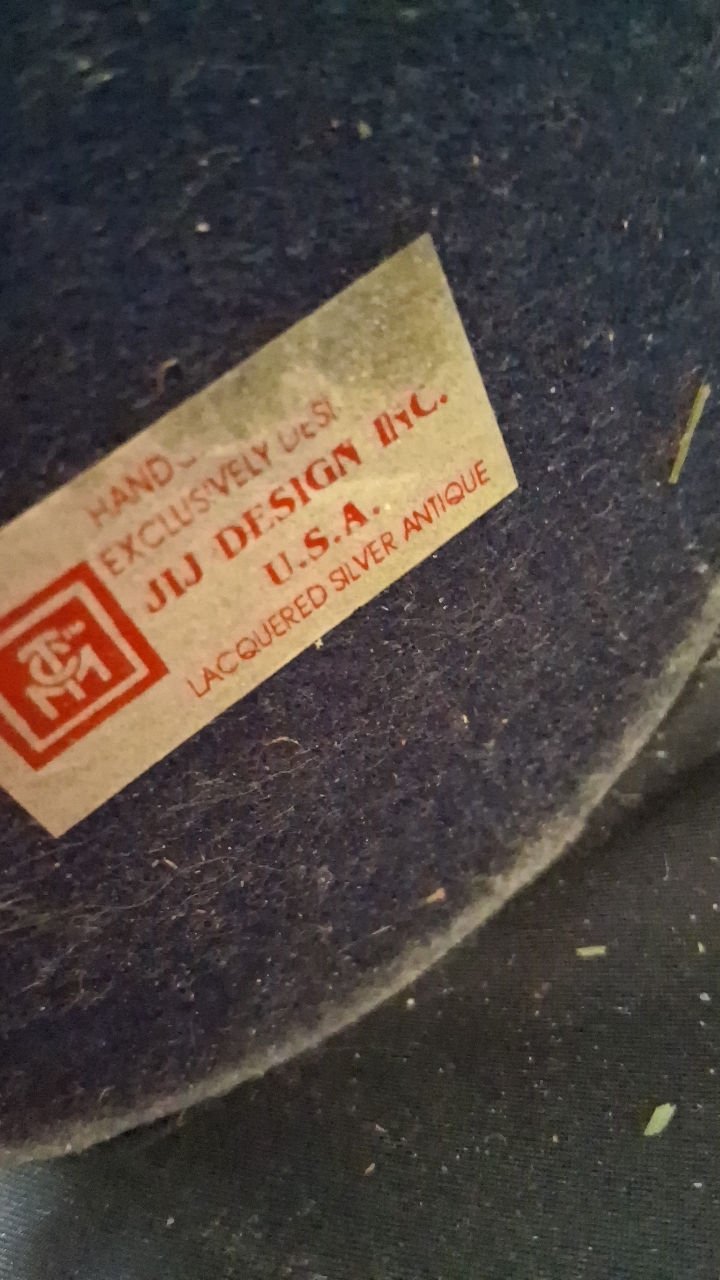 EXCLUSIVELY
JIJ DESIGN INC.
U.S.A.
LACQUERED SILVER ANTIQUE